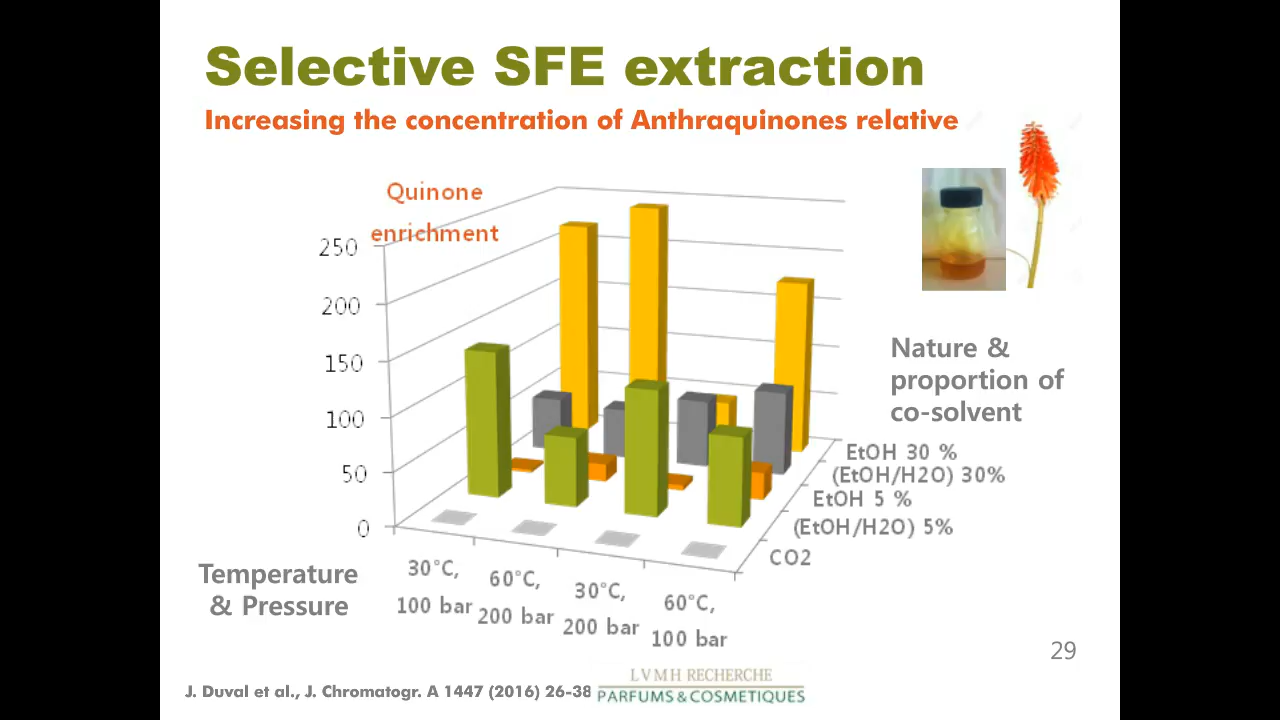 Selective SFE extraction
Increasing the concentration of Anthraquinones relative
Quinone
enrichment
250
200
150
100
50
0
Nature &
proportion of
co-solvent
EtOH 30 %
(EtOH/H2O) 30%
EtOH 5 %
(EtOH/H2O) 5%
CO2
Temperature
& Pressure
30°C,
100 bar
60°C,
200 bar
30°C,
200 bar
60°C,
100 bar
29
J. Duval et al., J. Chromatogr. A 1447 (2016) 26-38
LVMH RECHERCHE
PARFUMS & COSMETIQUES